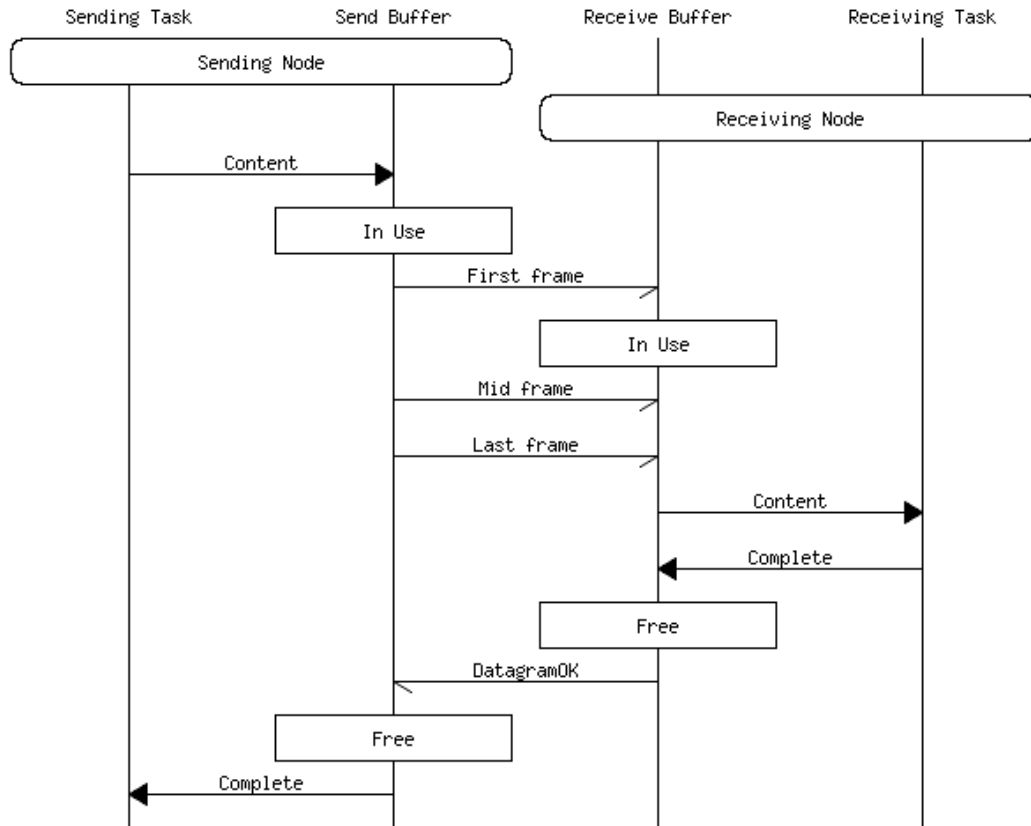 Sending Task Send Buffer Receive Buffer Receiving Task
Sending Node
Receiving Node
Content
In Use
First frame
In Use
Mid frame
Last frame
Content
Complete
Free
DatagramOK
Free
Complete